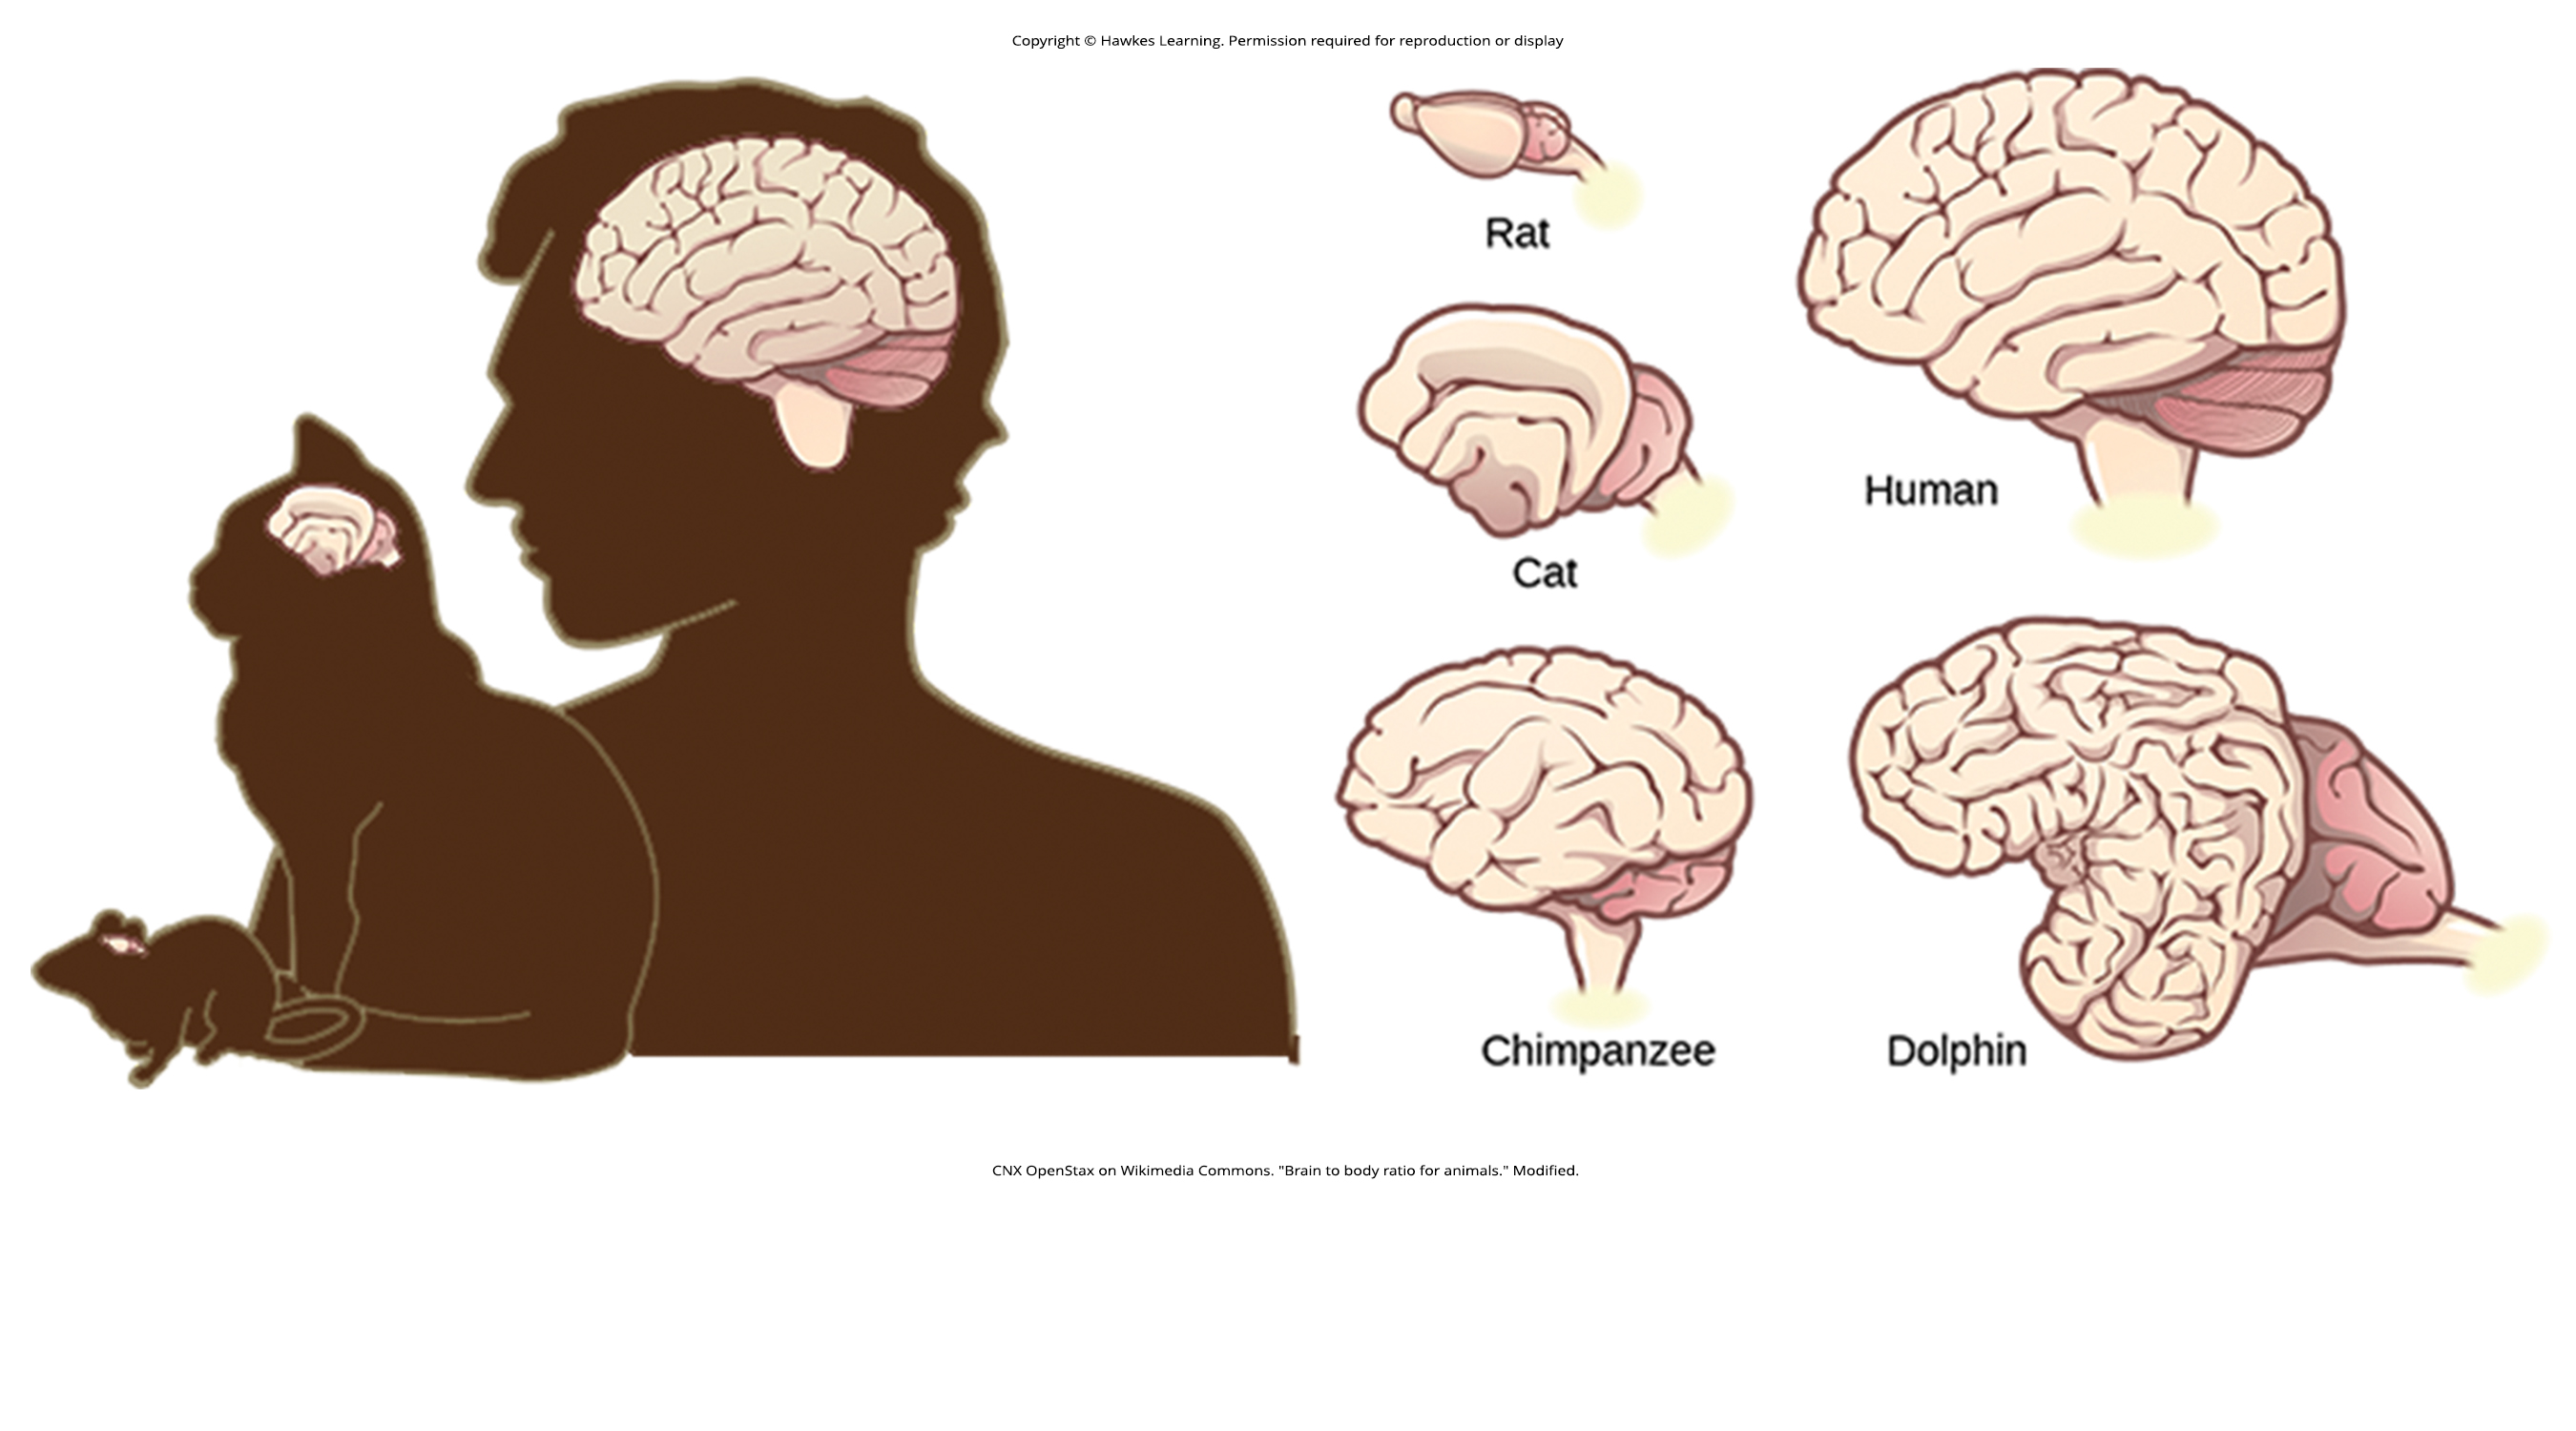 Copyright © Hawkes Learning. Permission required for reproduction or display
Rat
Human
Cat
Chimpanzee
Dolphin
CNX OpenStax on Wikimedia Commons. "Brain to body ratio for animals." Modified.